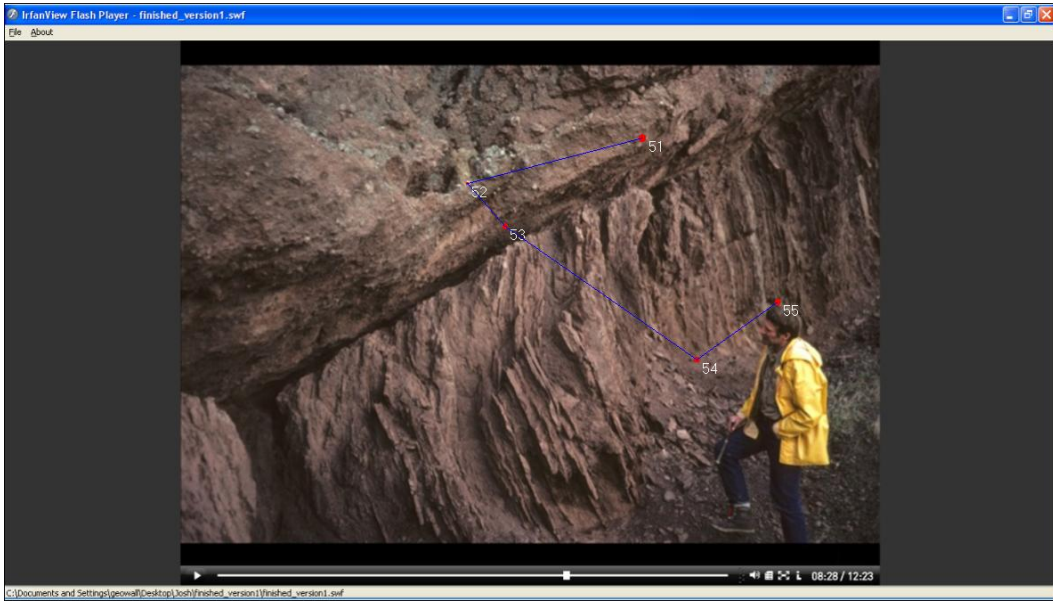 IrfanView Flash Player - finished_version1.swf
File About
51
52
53
55
54
08:28 / 12:23
C:\Documents and Settings\geowall\Desktop\Josh\finished_version1\finished_version1.swf